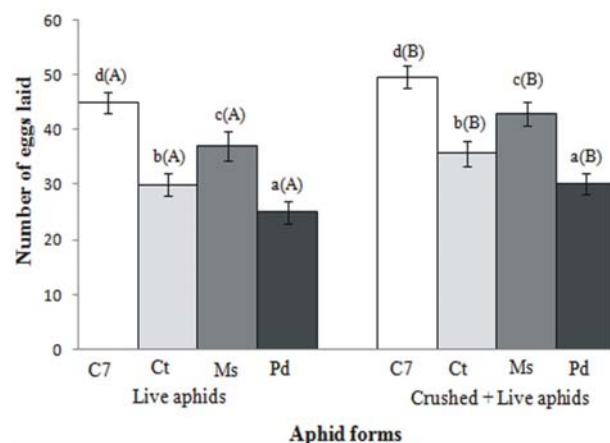 Number of eggs laid
60
50
40
30
20
10
0
d(A)
b(A)
c(A)
a(A)
d(B)
b(B)
c(B)
a(B)
C7 Ct Ms Pd C7 Ct Ms Pd
Live aphids Crushed + Live aphids
Aphid forms